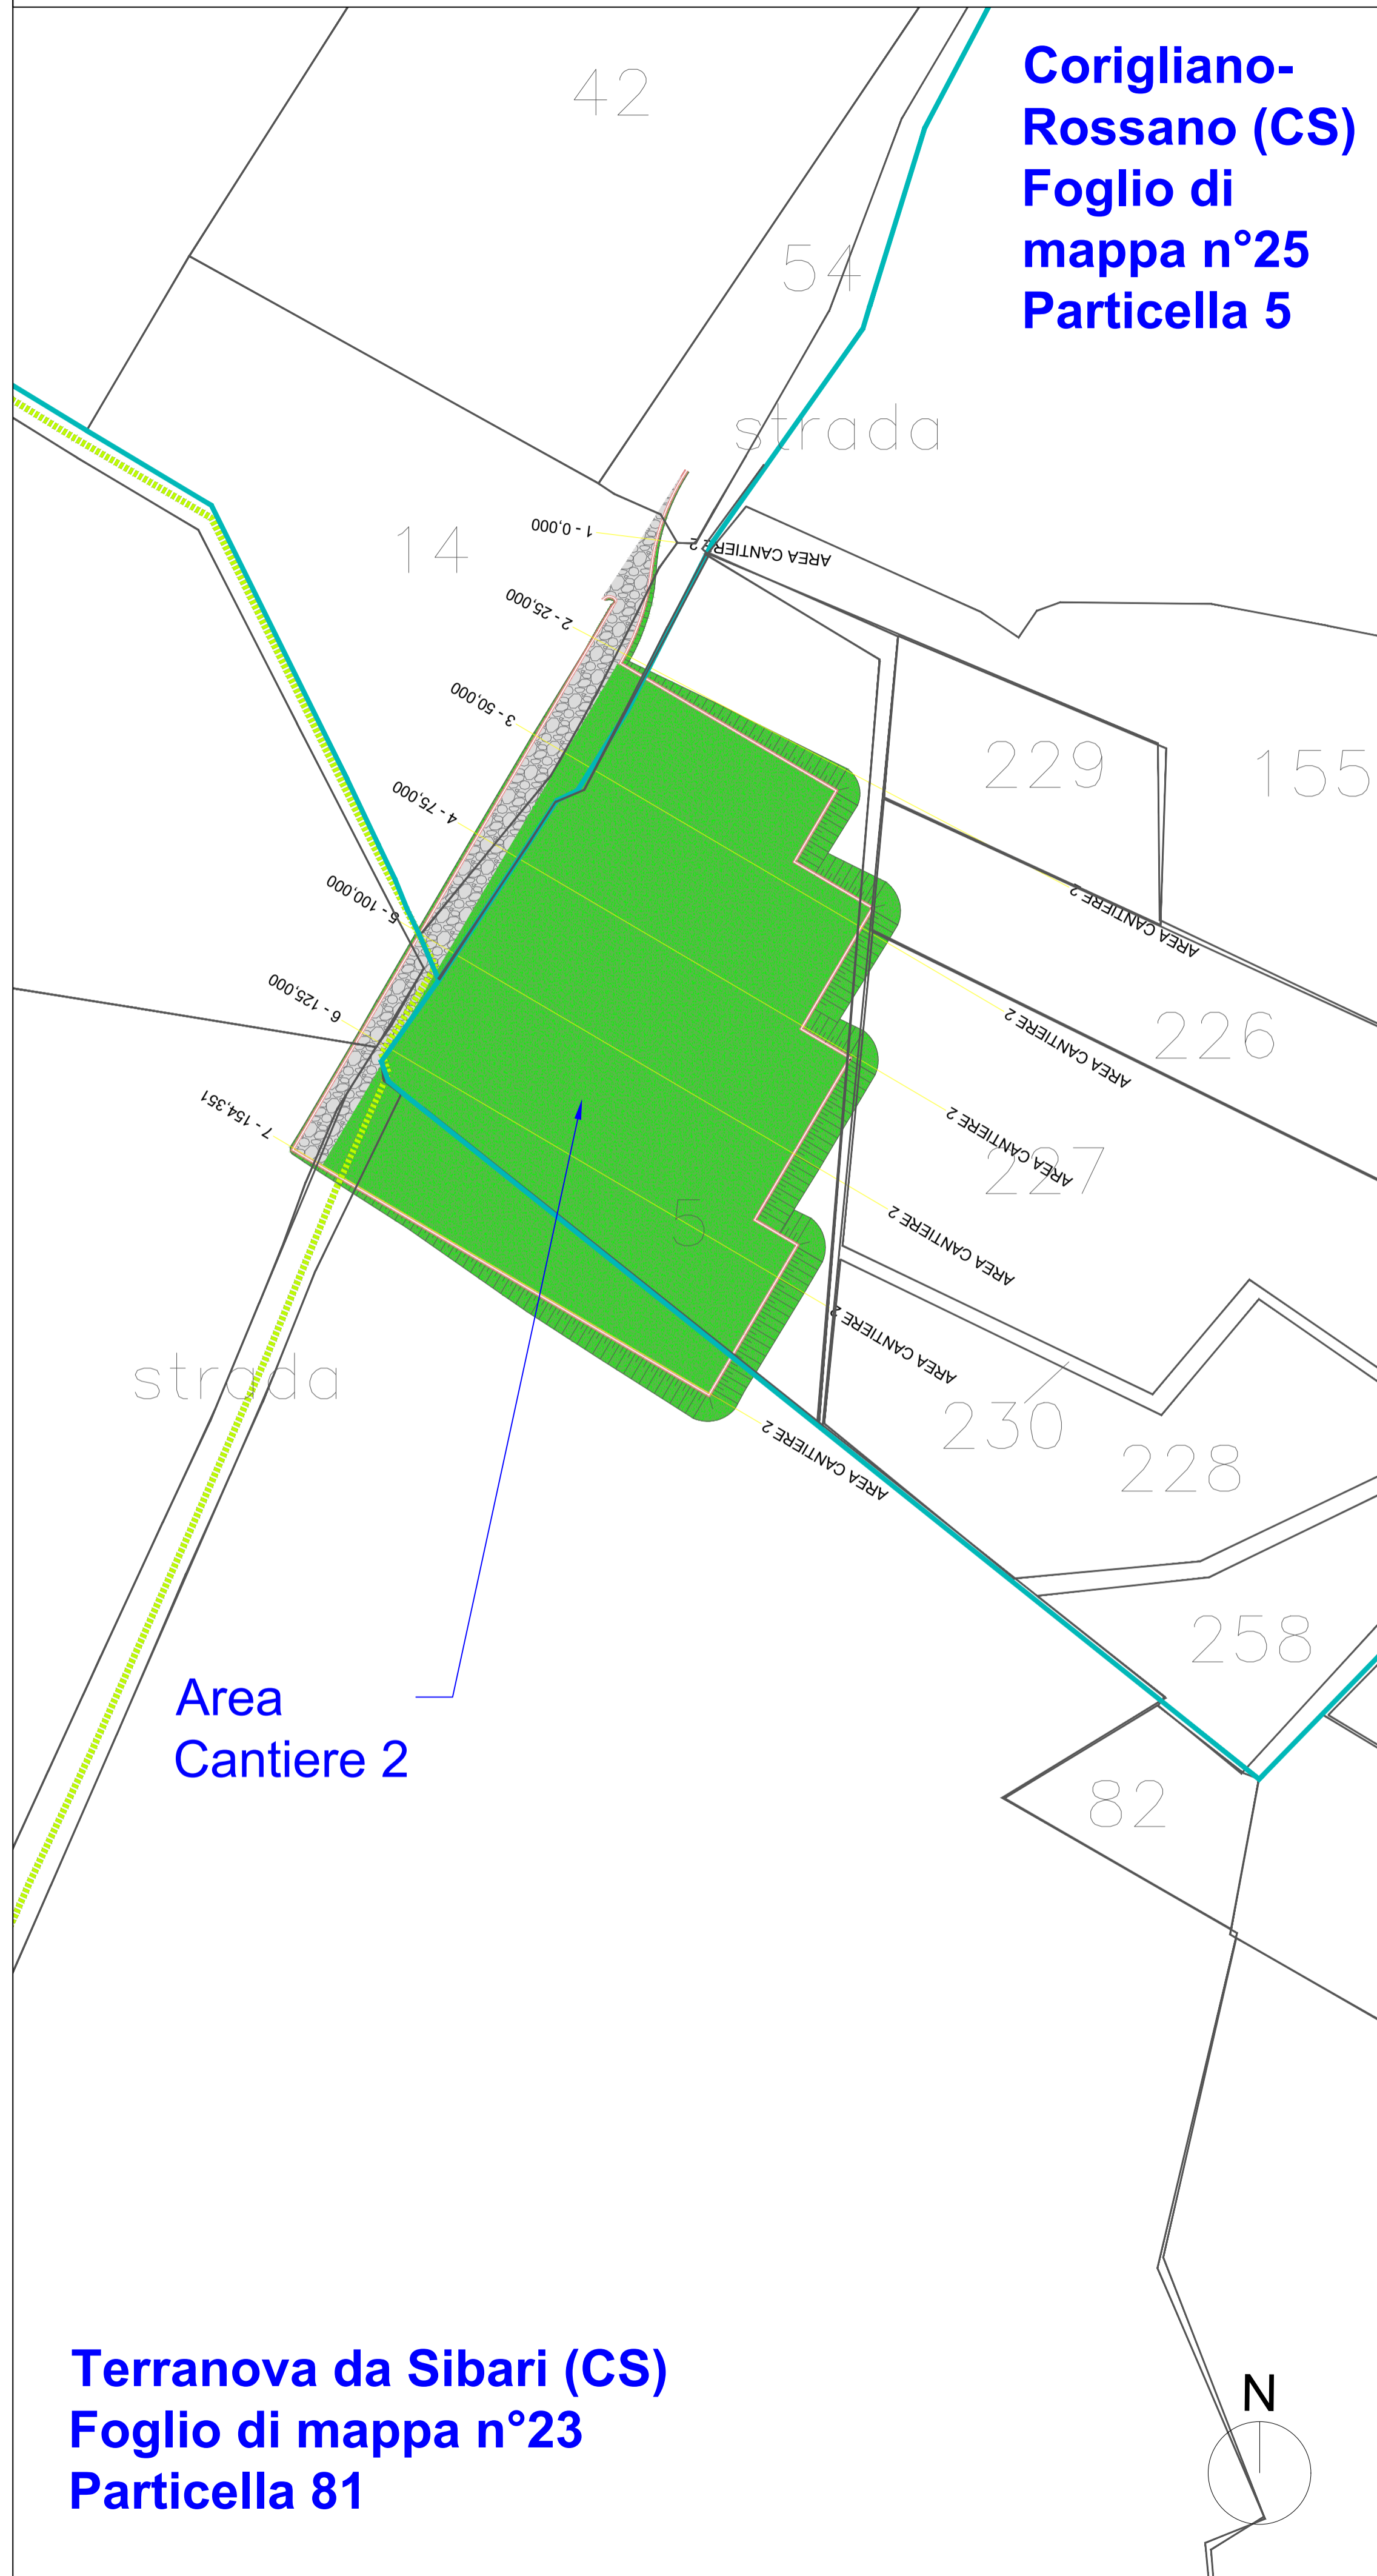 42
Corigliano-
Rossano (CS)
Foglio di
mappa n°25
Particella 5
54
strada
14
1 - 0,000
AREA CANTIERE 2
2 - 25,000
3 - 50,000
229
155
4 - 75,000
5 - 100,000
AREA CANTIERE 2
6 - 125,000
AREA CANTIERE 2
226
7 - 154,351
AREA CANTIERE 2
227
5
AREA CANTIERE 2
AREA CANTIERE 2
strada
230
228
AREA CANTIERE 2
258
Area
Cantiere 2
82
Terranova da Sibari (CS)
Foglio di mappa n°23
Particella 81
N